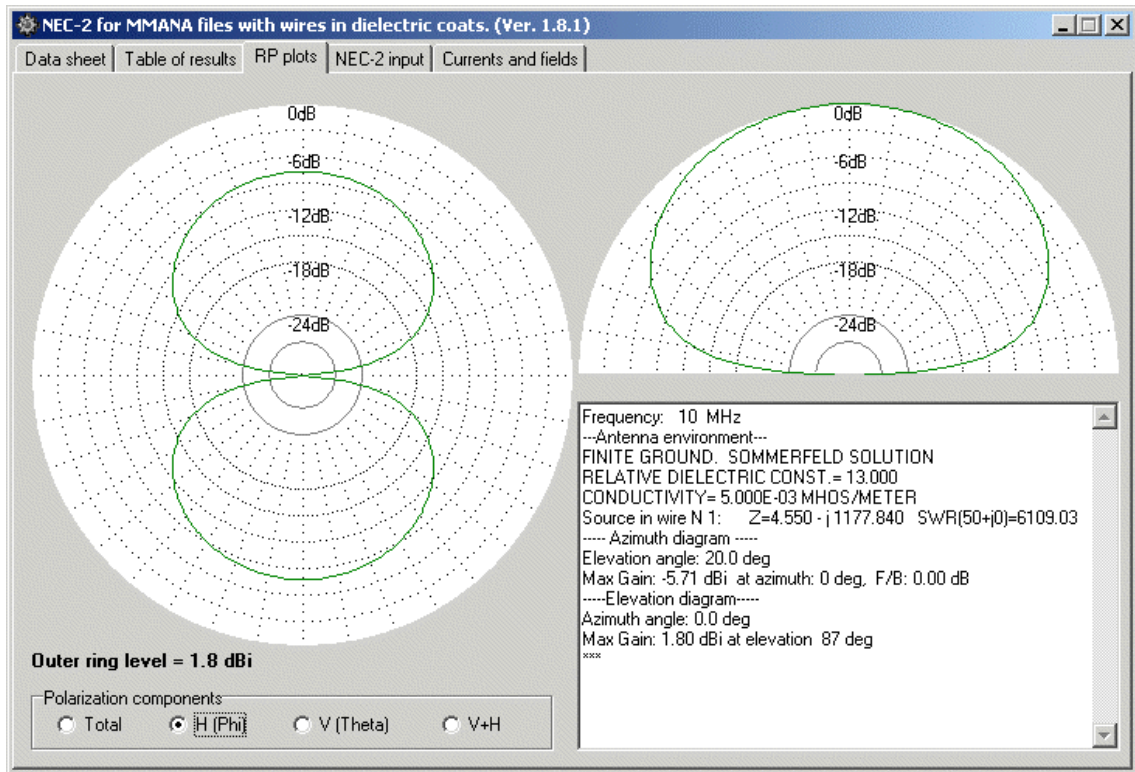 NEC-2 for MMANA files with wires in dielectric coats. (Ver. 1.8.1)
Data sheet Table of results RP plots NEC-2 input Currents and fields
0dB
-6dB
-12dB
-18dB
-24dB
0dB
-6dB
-12dB
-18dB
-24dB
Outer ring level = 1.8 dBi
Polarization components
Total H (Phi) V (Theta) V+H
Frequency: 10 MHz
---Antenna environment---
FINITE GROUND. SOMMERFELD SOLUTION
RELATIVE DIELECTRIC CONST.= 13.000
CONDUCTIVITY= 5.000E-03 MHOS/METER
Source in wire N 1: Z=4.550 - j 1177.840 SWR(50+j0)=6109.03
----- Azimuth diagram -----
Elevation angle: 20.0 deg
Max Gain: -5.71 dBi at azimuth: 0 deg, F/B: 0.00 dB
-----Elevation diagram-----
Azimuth angle: 0.0 deg
Max Gain: 1.80 dBi at elevation 87 deg
***